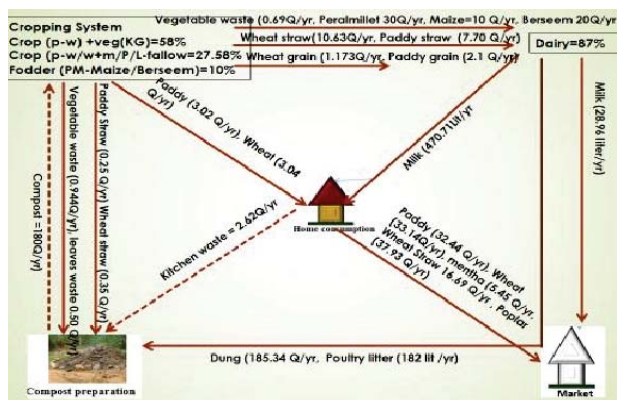 Vegetable waste (0.69Q/yr, Peralmillet 30Q/yr, Maize=10 Q/yr, Berseem 20Q/yr
Cropping System
Crop (p-w) +veg(KG)=58%
Crop (p-w/w+m/P/L-fallow=27.58%
Fodder (PM-Maize/Berseem)=10%
Wheat straw(10.63Q/yr, Paddy straw (7.70 Q/yr)
Wheat grain (1.173Q/yr, Paddy grain (2.1 Q/yr)
Dairy=87%
Paddy (3.02 Q/yr), Wheat (3.04
Q/yr)
Milk (470.71Lit/yr
Milk (28.96 liter/yr)
Compost =180Q/yr)
Vegetable waste (0.944Q/yr), leaves waste 0.50 Q/yr)
Paddy Straw (0.25 Q/yr) Wheat straw (0.35 Q/yr)
Home consumption
Kitchen waste = 2.62Q/yr
Paddy (32.44 Q/yr), Wheat
(33.14Q/yr), mentha (5.45 Q/yr,
Wheat Straw 16.69 Q/yr, Poplar
(37.93 Q/yr)
Dung (185.34 Q/yr, Poultry litter (182 lit /yr)
Compost preparation
Market